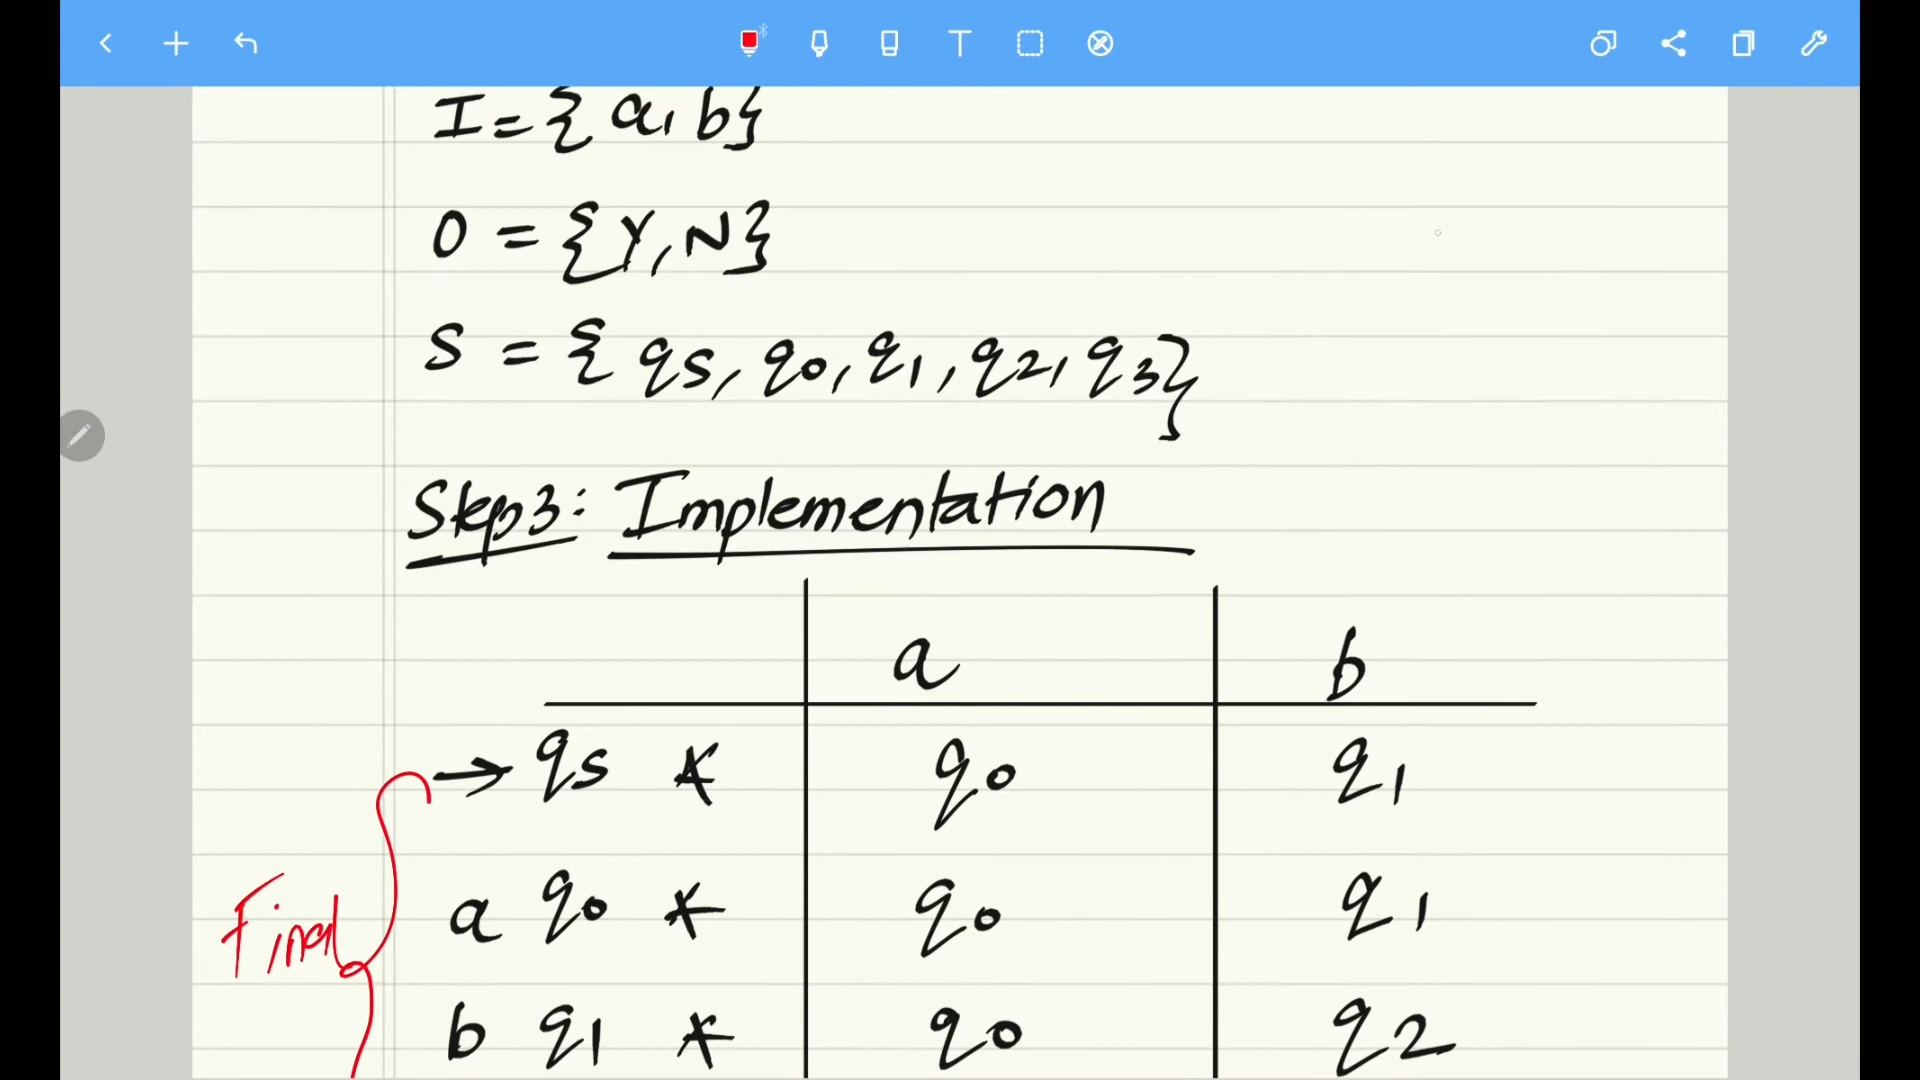 I = { a, b}
O = { Y, N}
S = { qs, q0, q1, q2, q3}
Step3: Implementation
a b
→ qs * q0 q1
Final
a q0 * q0 q1
b q1 * q0 q2